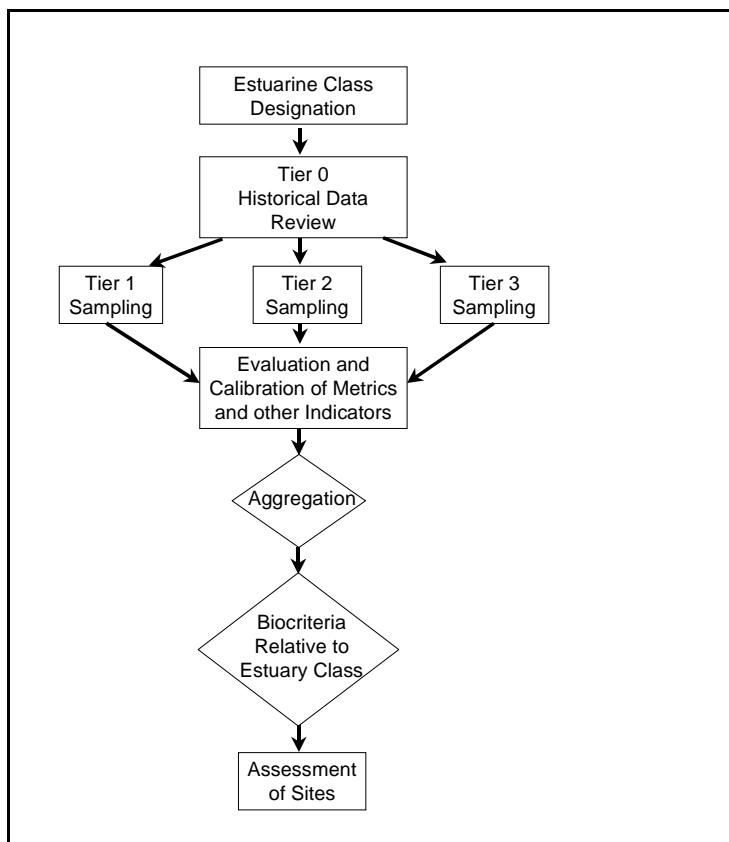 Estuarine Class
Designation
Tier 0
Historical Data
Review
Tier 1
Sampling
Tier 2
Sampling
Tier 3
Sampling
Evaluation and
Calibration of Metrics
and other Indicators
Aggregation
Biocriteria
Relative to
Estuary Class
Assessment
of Sites